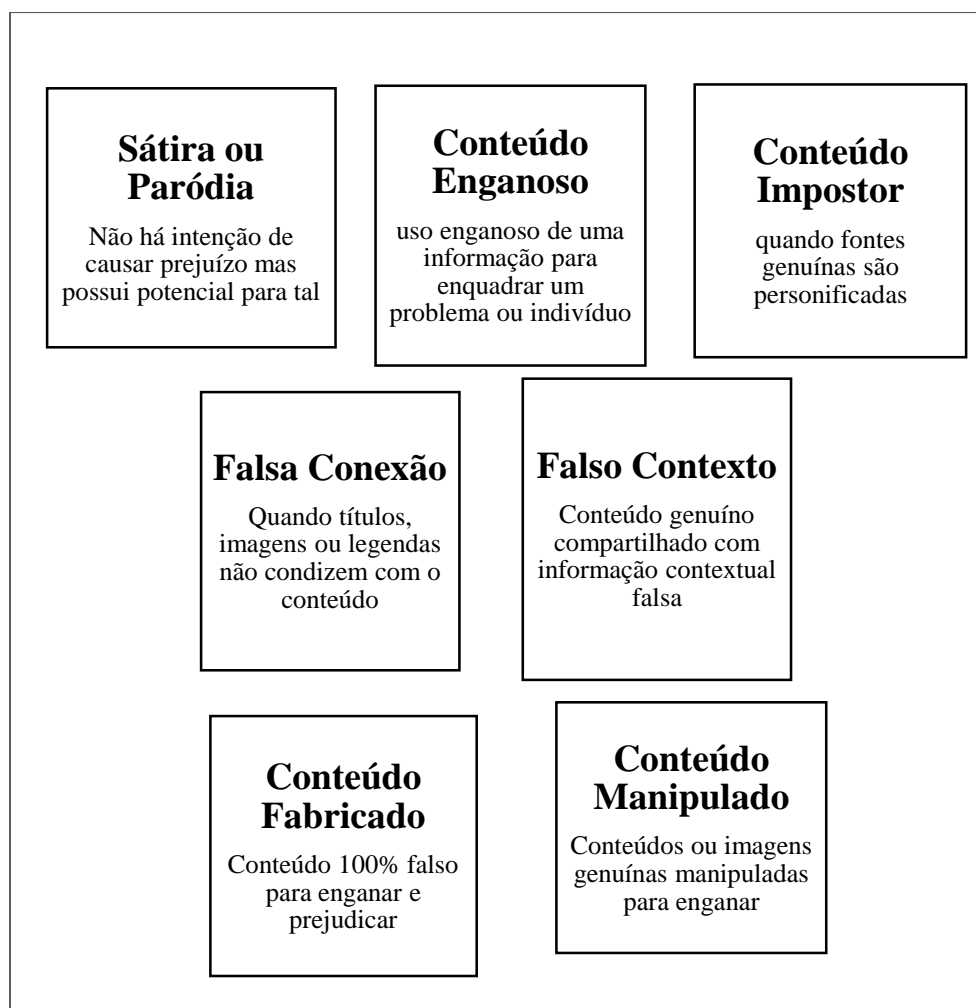 Sátira ou
Paródia
Não há intenção de
causar prejuízo mas
possui potencial para tal
Conteúdo
Enganoso
uso enganoso de uma
informação para
enquadrar um
problema ou indivíduo
Conteúdo
Impostor
quando fontes
genuínas são
personificadas
Falsa Conexão
Quando títulos,
imagens ou legendas
não condizem com o
conteúdo
Falso Contexto
Conteúdo genuíno
compartilhado com
informação contextual
falsa
Conteúdo
Fabricado
Conteúdo 100% falso
para enganar e
prejudicar
Conteúdo
Manipulado
Conteúdos ou imagens
genuínas manipuladas
para enganar